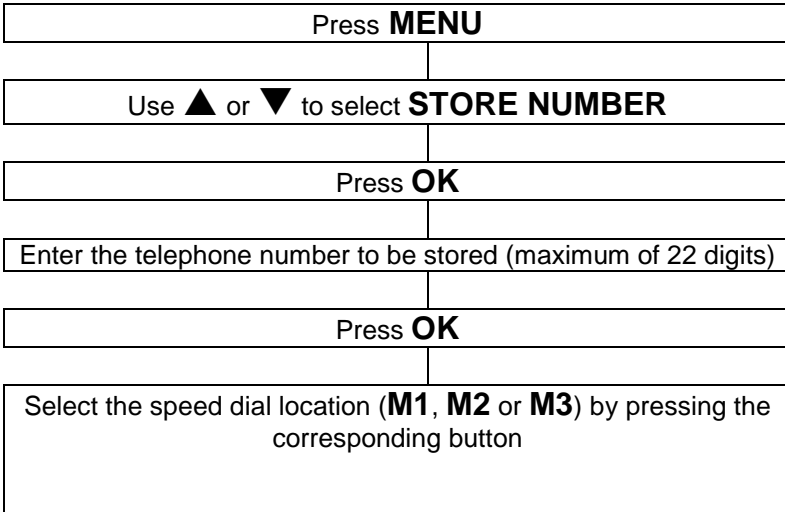 Press MENU
Use ▲ or ▼ to select STORE NUMBER
Press OK
Enter the telephone number to be stored (maximum of 22 digits)
Press OK
Select the speed dial location (M1, M2 or M3) by pressing the
corresponding button